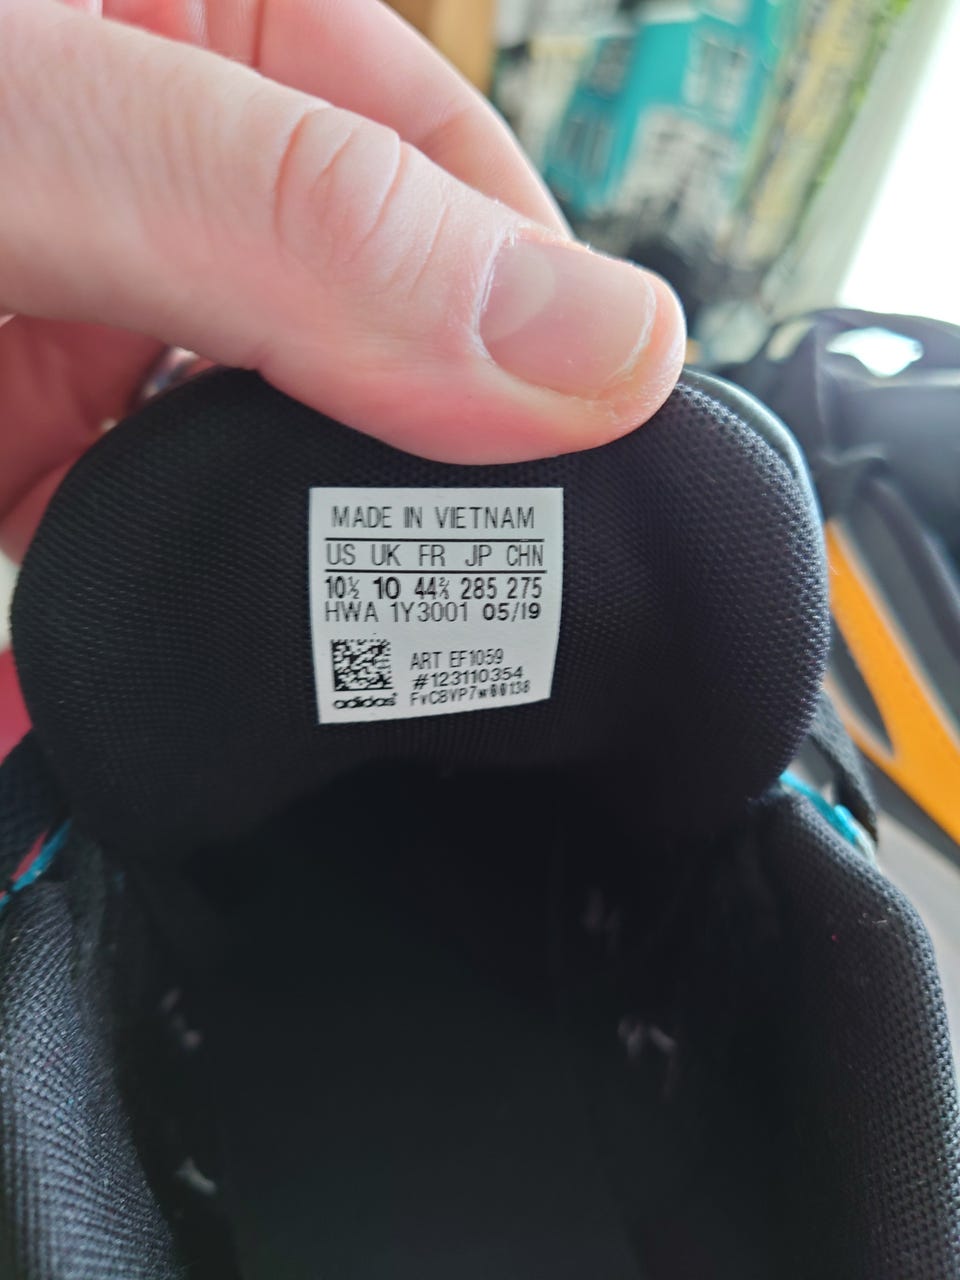 MADE IN VIETNAM
US UK FR JP CHN
10½ 10 44⅔ 285 275
HWA 1Y3001 05/19
ART EF1059
#123110354
adidas FvC8VP7w00138